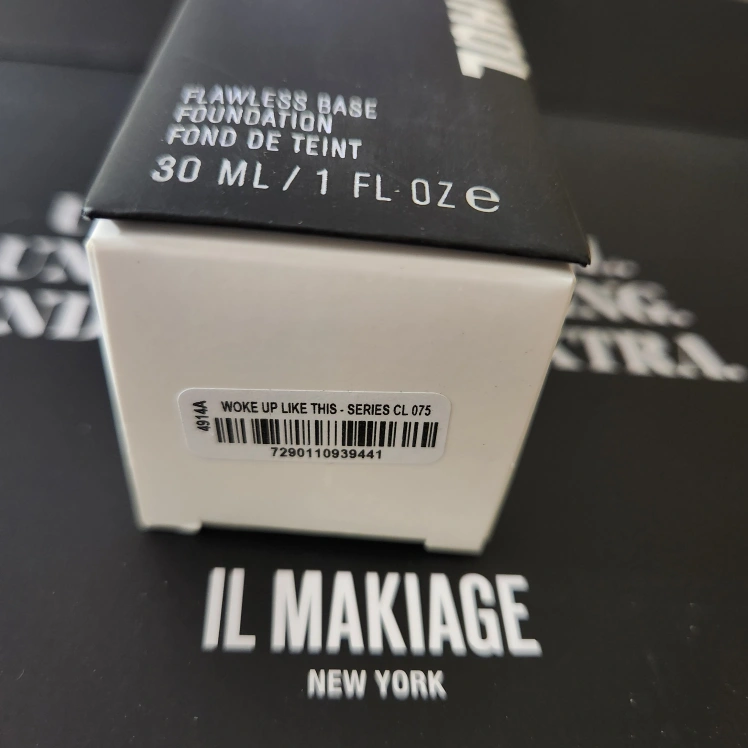 FLAWLESS BASE
FOUNDATION
FOND DE TEINT
30 ML / 1 FL·OZ e
4914A
WOKE UP LIKE THIS - SERIES CL 075
7290110939441
IL MAKIAGE
NEW YORK